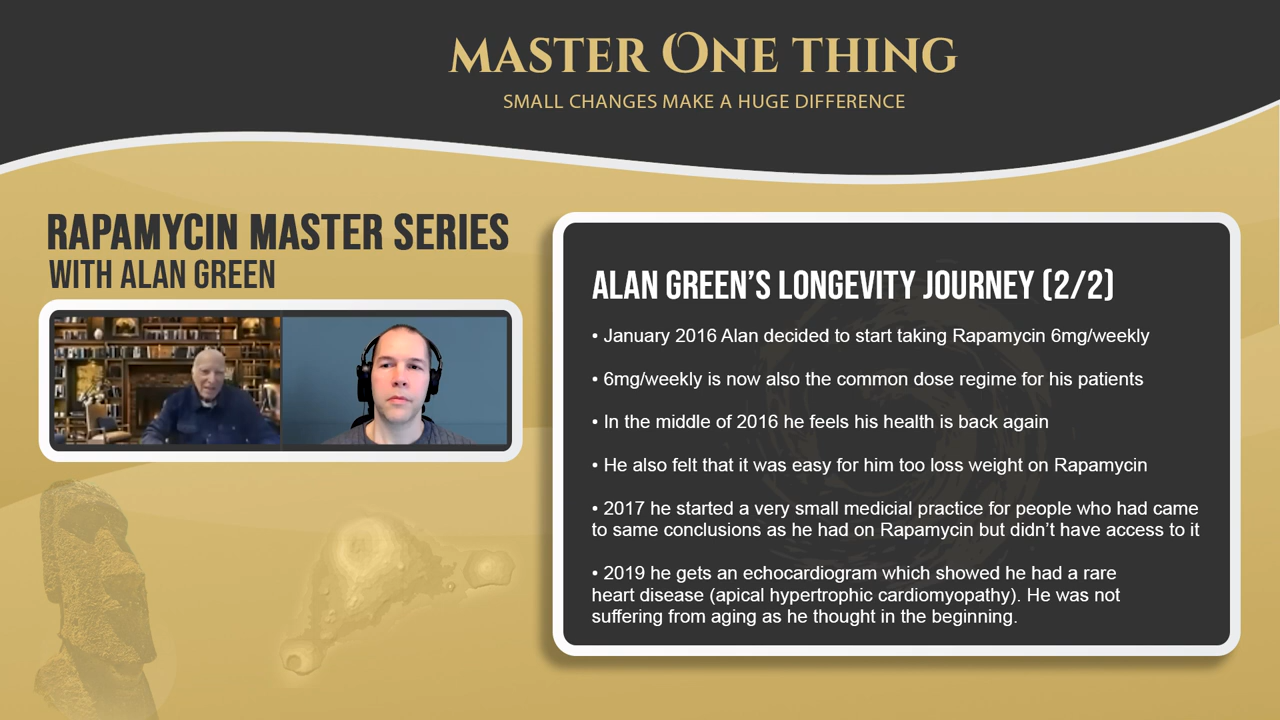 MASTER ONE THING
SMALL CHANGES MAKE A HUGE DIFFERENCE
RAPAMYCIN MASTER SERIES
WITH ALAN GREEN
ALAN GREEN'S LONGEVITY JOURNEY (2/2)
• January 2016 Alan decided to start taking Rapamycin 6mg/weekly
• 6mg/weekly is now also the common dose regime for his patients
• In the middle of 2016 he feels his health is back again
• He also felt that it was easy for him too loss weight on Rapamycin
• 2017 he started a very small medicial practice for people who had came
to same conclusions as he had on Rapamycin but didn't have access to it
• 2019 he gets an echocardiogram which showed he had a rare
heart disease (apical hypertrophic cardiomyopathy). He was not
suffering from aging as he thought in the beginning.